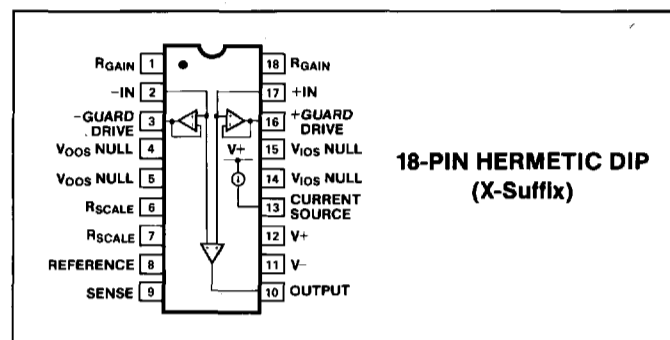 RGAIN 1 18 RGAIN
-IN 2 17 +IN
-GUARD DRIVE 3 16 +GUARD DRIVE
VOOS NULL 4 V+ 15 VIOS NULL
VOOS NULL 5 14 VIOS NULL
RSCALE 6 13 CURRENT SOURCE
RSCALE 7 12 V+
REFERENCE 8 11 V-
SENSE 9 10 OUTPUT
18-PIN HERMETIC DIP
(X-Suffix)